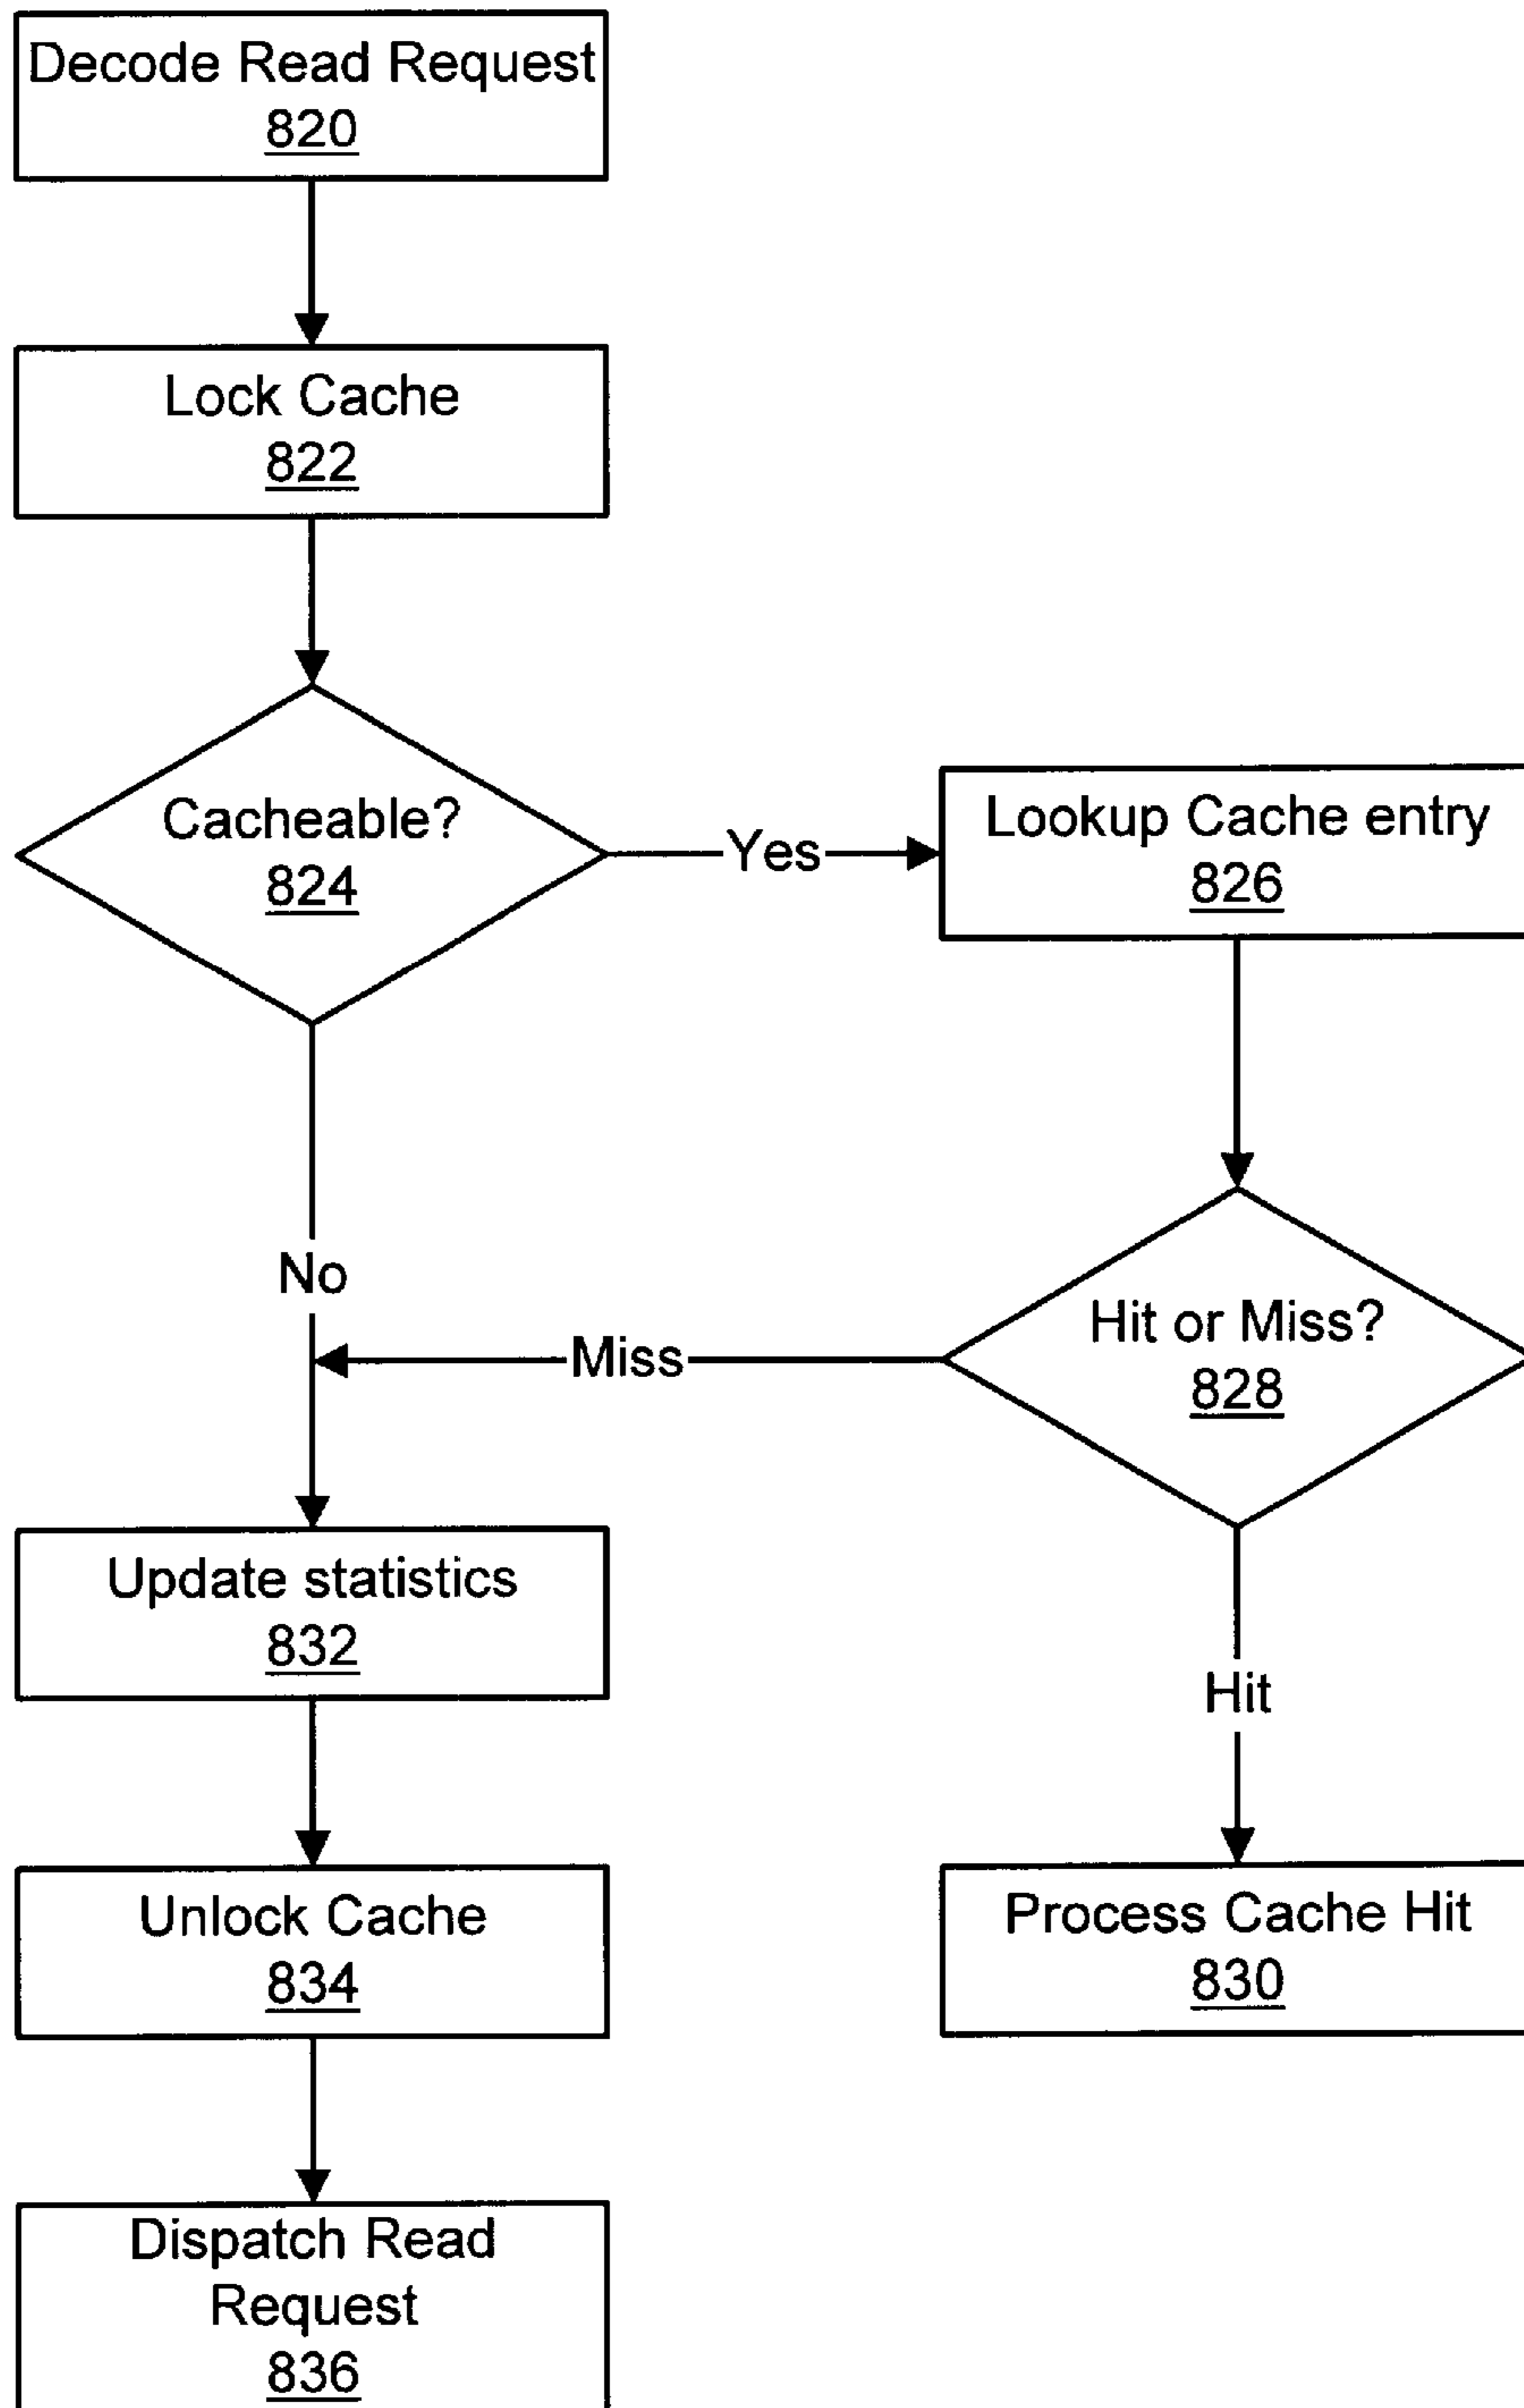 Decode Read Request
820
Lock Cache
822
Cacheable?
824
Yes
Lookup Cache entry
826
No
Miss
Hit or Miss?
828
Update statistics
832
Hit
Unlock Cache
834
Process Cache Hit
830
Dispatch Read
Request
836